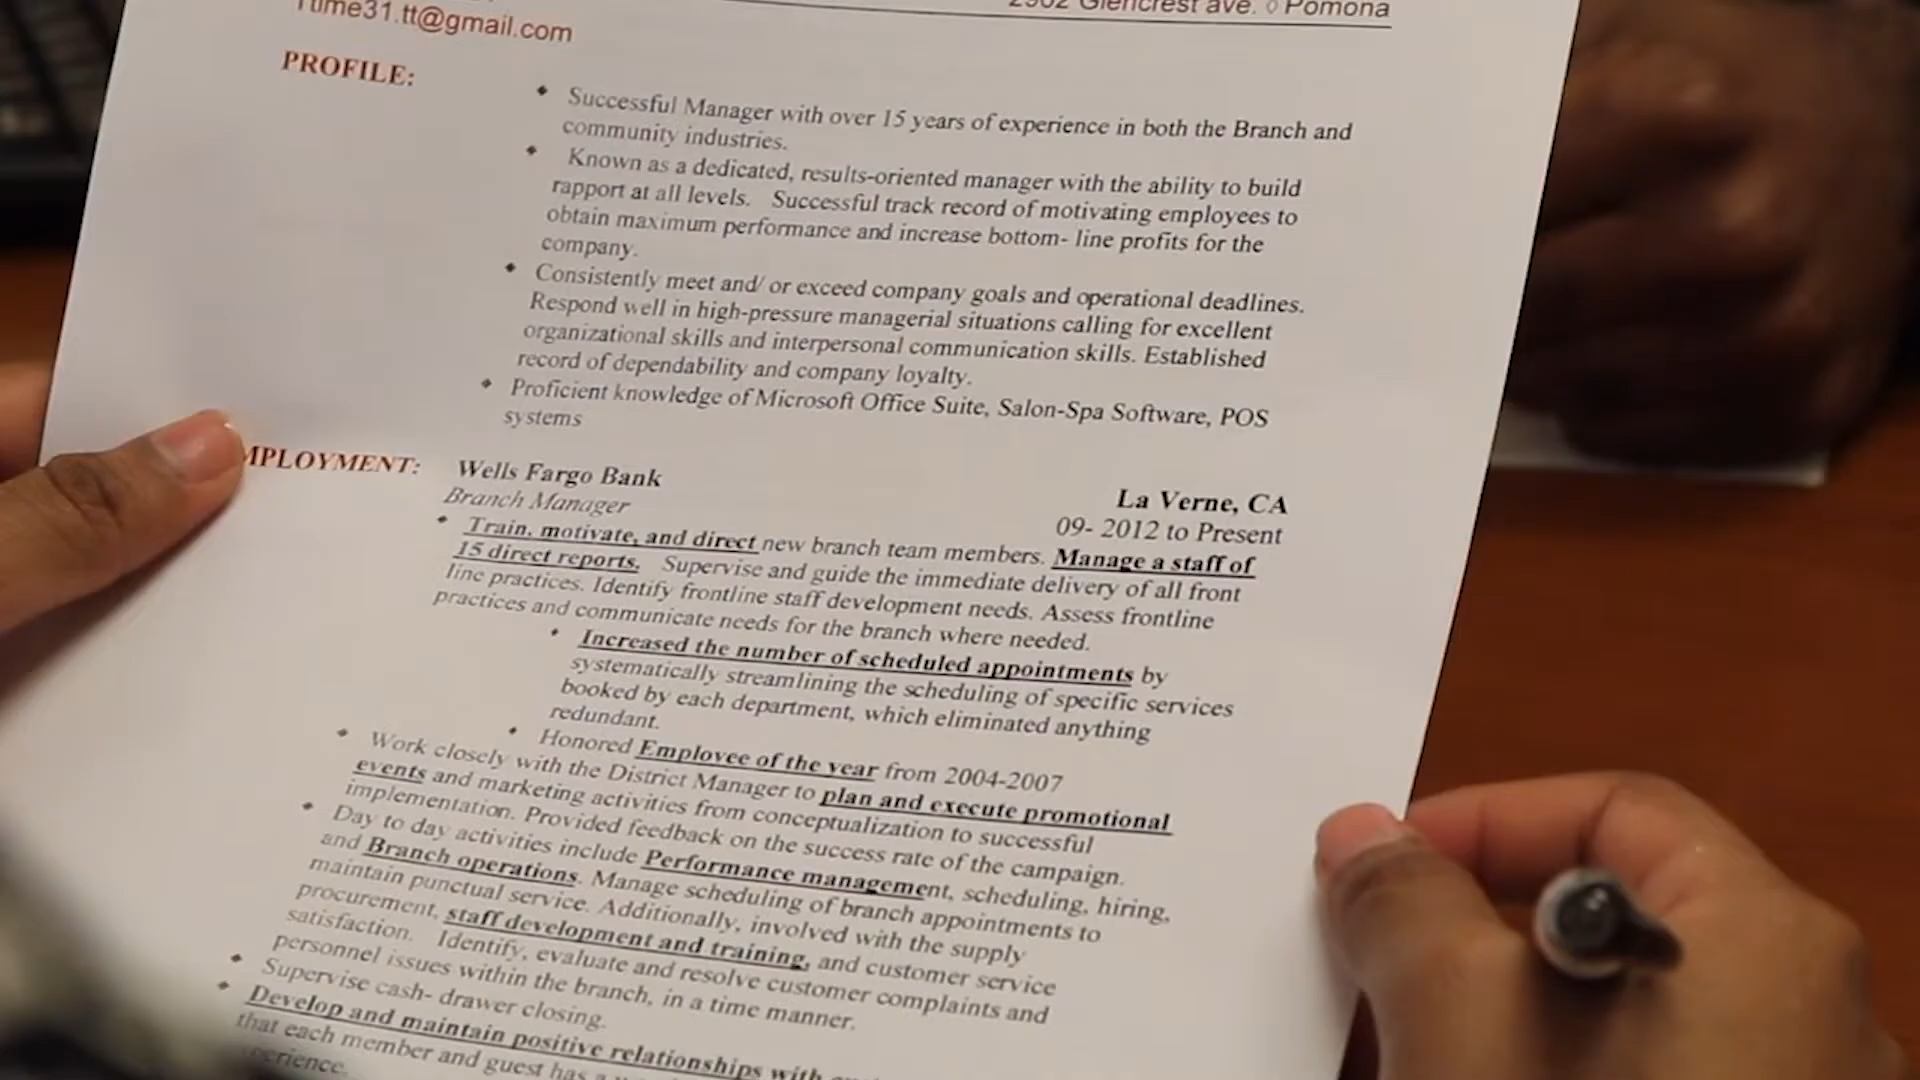 Ttime31.tt@gmail.com
2902 Glencrest ave. ◊ Pomona
PROFILE:
Successful Manager with over 15 years of experience in both the Branch and
community industries.
Known as a dedicated, results-oriented manager with the ability to build
rapport at all levels. Successful track record of motivating employees to
obtain maximum performance and increase bottom- line profits for the
company.
Consistently meet and/ or exceed company goals and operational deadlines.
Respond well in high-pressure managerial situations calling for excellent
organizational skills and interpersonal communication skills. Established
record of dependability and company loyalty.
Proficient knowledge of Microsoft Office Suite, Salon-Spa Software, POS
systems
MPLOYMENT: Wells Fargo Bank La Verne, CA
Branch Manager 09- 2012 to Present
Train, motivate, and direct new branch team members. Manage a staff of
15 direct reports. Supervise and guide the immediate delivery of all front
line practices. Identify frontline staff development needs. Assess frontline
practices and communicate needs for the branch where needed.
Increased the number of scheduled appointments by
systematically streamlining the scheduling of specific services
booked by each department, which eliminated anything
redundant.
Honored Employee of the year from 2004-2007
Work closely with the District Manager to plan and execute promotional
events and marketing activities from conceptualization to successful
implementation. Provided feedback on the success rate of the campaign.
Day to day activities include Performance management, scheduling, hiring,
and Branch operations. Manage scheduling of branch appointments to
maintain punctual service. Additionally, involved with the supply
procurement, staff development and training, and customer service
satisfaction. Identify, evaluate and resolve customer complaints and
personnel issues within the branch, in a time manner.
Supervise cash- drawer closing.
Develop and maintain positive relationships with
that each member and guest has a
perience.